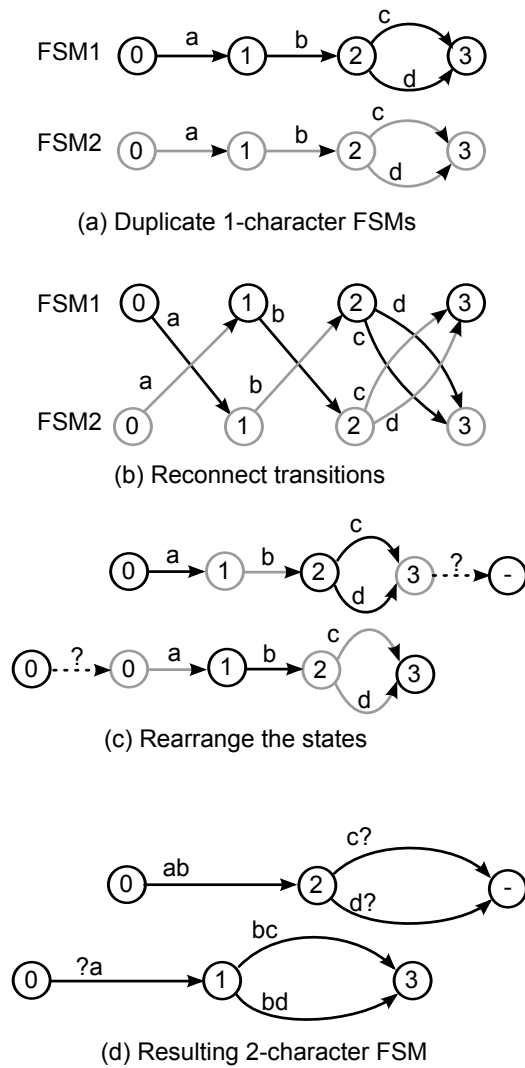 FSM1 0 a 1 b 2 c d 3
FSM2 0 a 1 b 2 c d 3
(a) Duplicate 1-character FSMs
FSM1 0 a 1 b 2 d c 3
FSM2 0 a 1 b 2 c d 3
(b) Reconnect transitions
0 a 1 b 2 c d 3 ? -
0 ? 0 a 1 b 2 c d 3
(c) Rearrange the states
0 ab 2 c? d? -
0 ?a 1 bc bd 3
(d) Resulting 2-character FSM